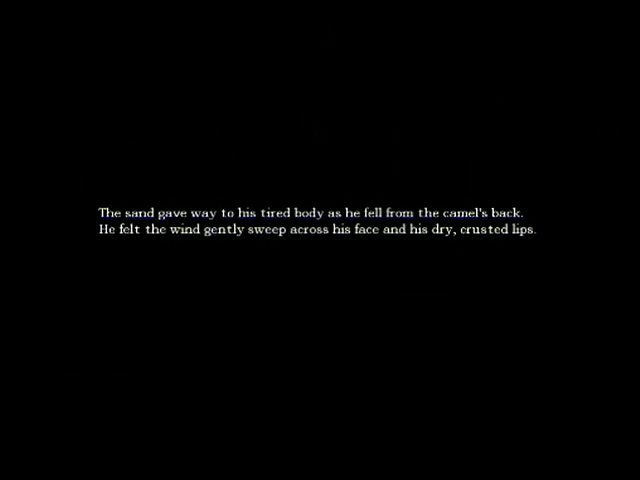 The sand gave way to his tired body as he fell from the camel's back.
He felt the wind gently sweep across his face and his dry, crusted lips.